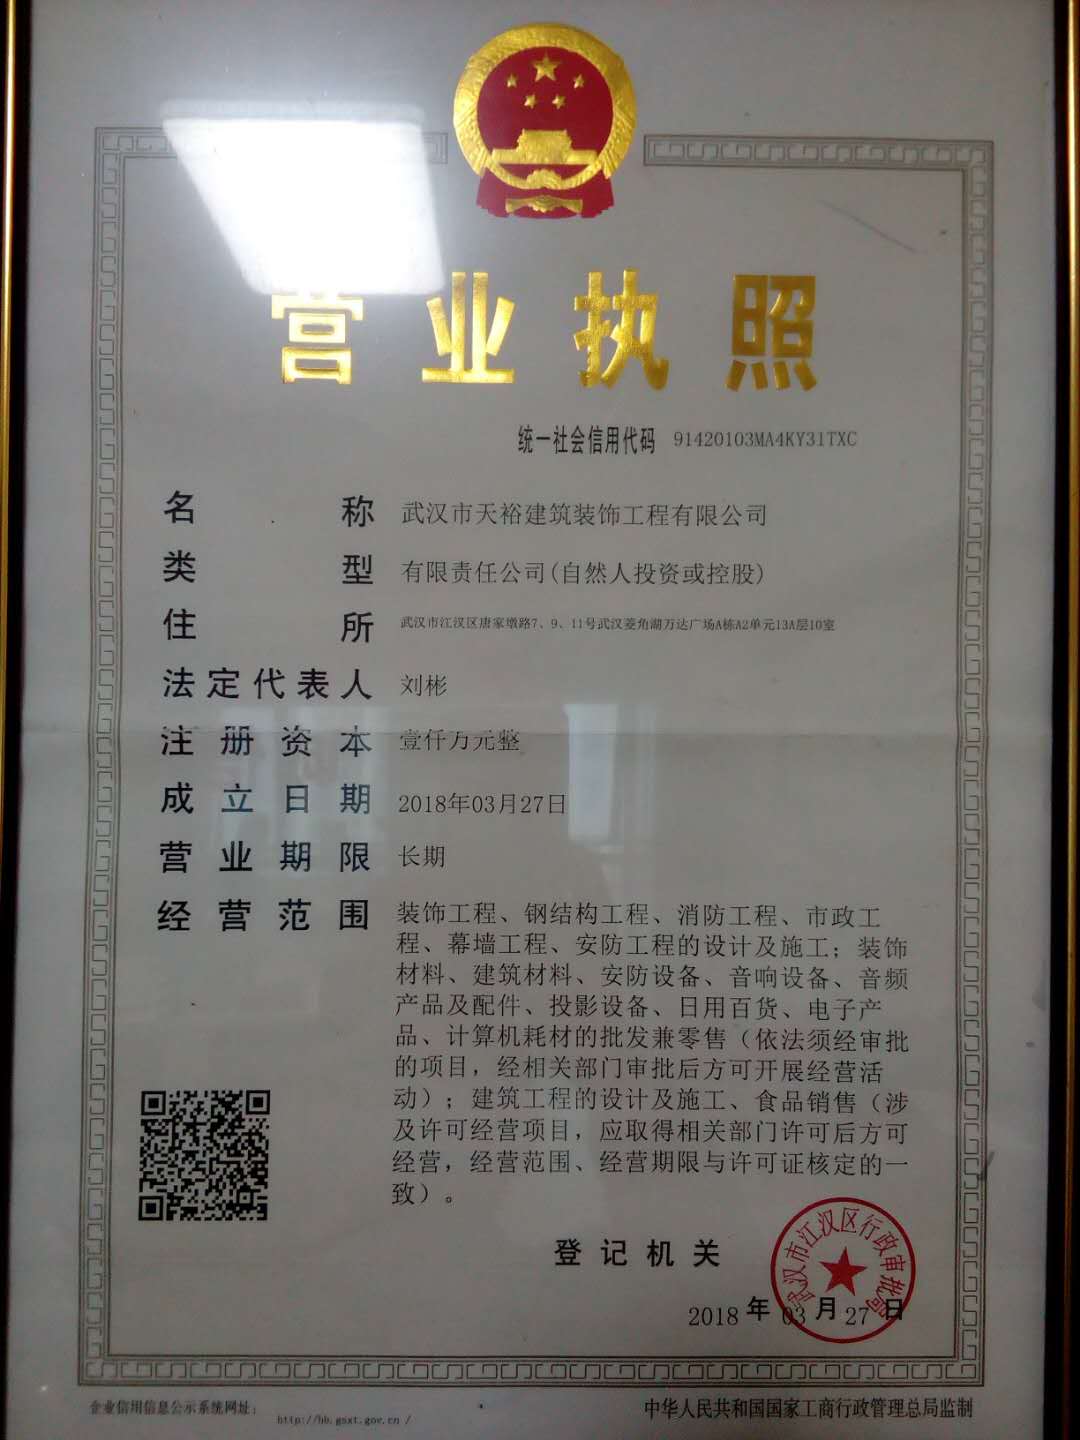 营业执照
统一社会信用代码 91420103MA4KY31TXC
名称 武汉市天裕建筑装饰工程有限公司
类型 有限责任公司(自然人投资或控股)
住所 武汉市江汉区唐家墩路7、9、11号武汉菱角湖万达广场A栋A2单元13A层10室
法定代表人 刘彬
注册资本 壹仟万元整
成立日期 2018年03月27日
营业期限 长期
经营范围 装饰工程、钢结构工程、消防工程、市政工
程、幕墙工程、安防工程的设计及施工；装饰
材料、建筑材料、安防设备、音响设备、音频
产品及配件、投影设备、日用百货、电子产
品、计算机耗材的批发兼零售（依法须经审批
的项目，经相关部门审批后方可开展经营活
动）；建筑工程的设计及施工、食品销售（涉
及许可经营项目，应取得相关部门许可后方可
经营，经营范围、经营期限与许可证核定的一
致）。
登记机关
武汉市江汉区行政审批局
2018年03月27日
企业信用信息公示系统网址：
http://hb.gsxt.gov.cn/
中华人民共和国国家工商行政管理总局监制